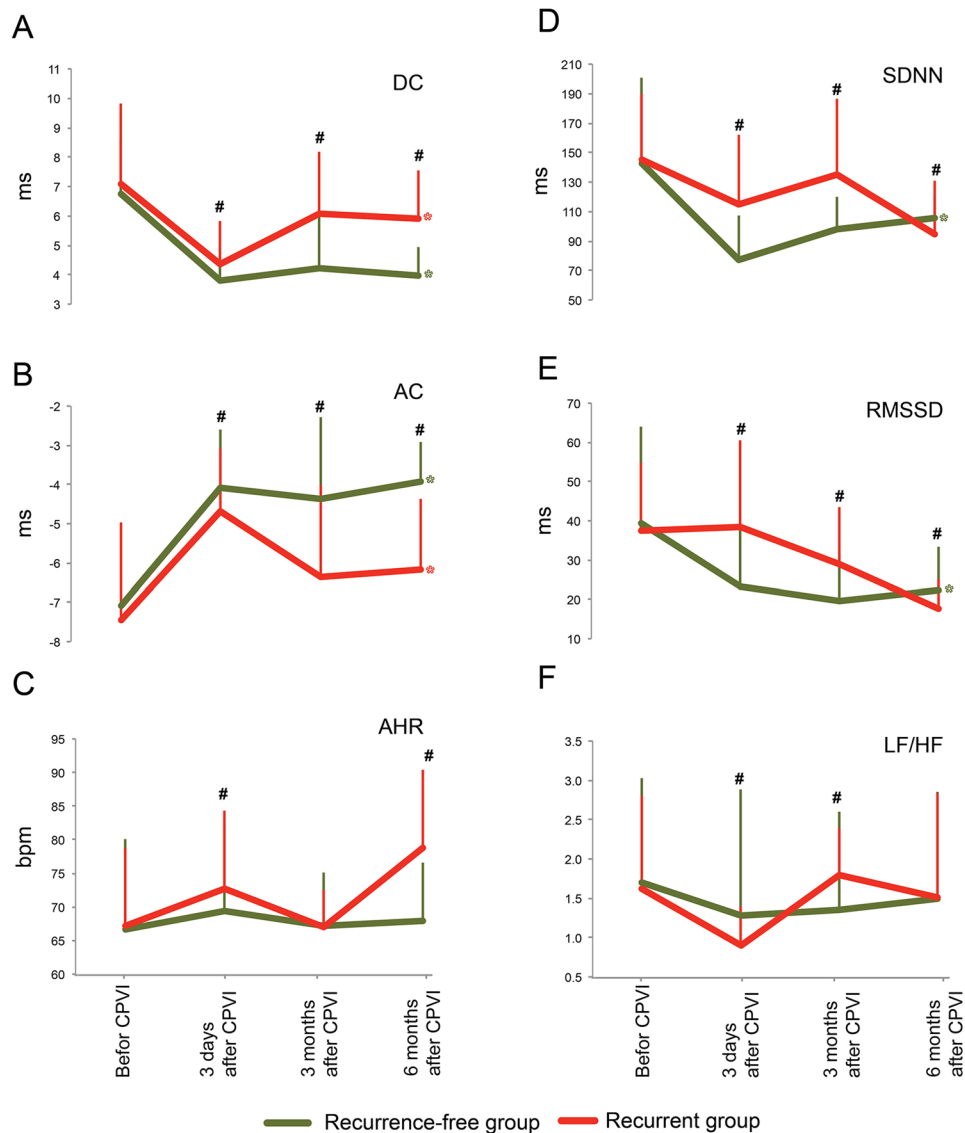 A
DC
ms
11
10
9
8
7
6
5
4
3
#
#
#
*
*
B
AC
ms
-2
-3
-4
-5
-6
-7
-8
#
#
#
*
*
C
AHR
bpm
95
90
85
80
75
70
65
60
#
#
Befor CPVI
3 days
after CPVI
3 months
after CPVI
6 months
after CPVI
D
SDNN
ms
210
190
170
150
130
110
90
70
50
#
#
#
*
E
RMSSD
ms
70
60
50
40
30
20
10
#
#
#
*
F
LF/HF
3.5
3.0
2.5
2.0
1.5
1.0
0.5
#
#
Befor CPVI
3 days
after CPVI
3 months
after CPVI
6 months
after CPVI
Recurrence-free group
Recurrent group